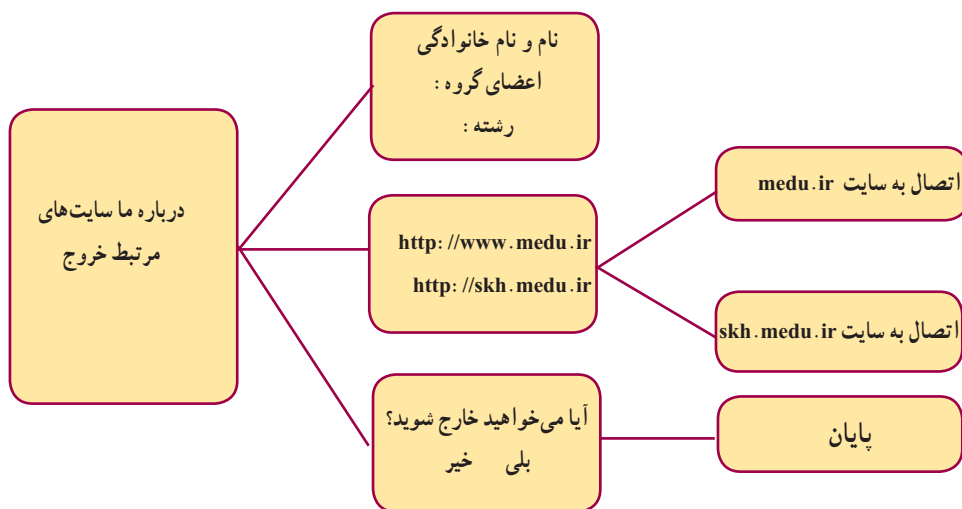 درباره ما سایت‌های
مرتبط خروج
نام و نام خانوادگی
اعضای گروه :
رشته :
http://www.medu.ir
http://skh.medu.ir
آیا می‌خواهید خارج شوید؟
بلی خیر
اتصال به سایت medu.ir
اتصال به سایت skh.medu.ir
پایان